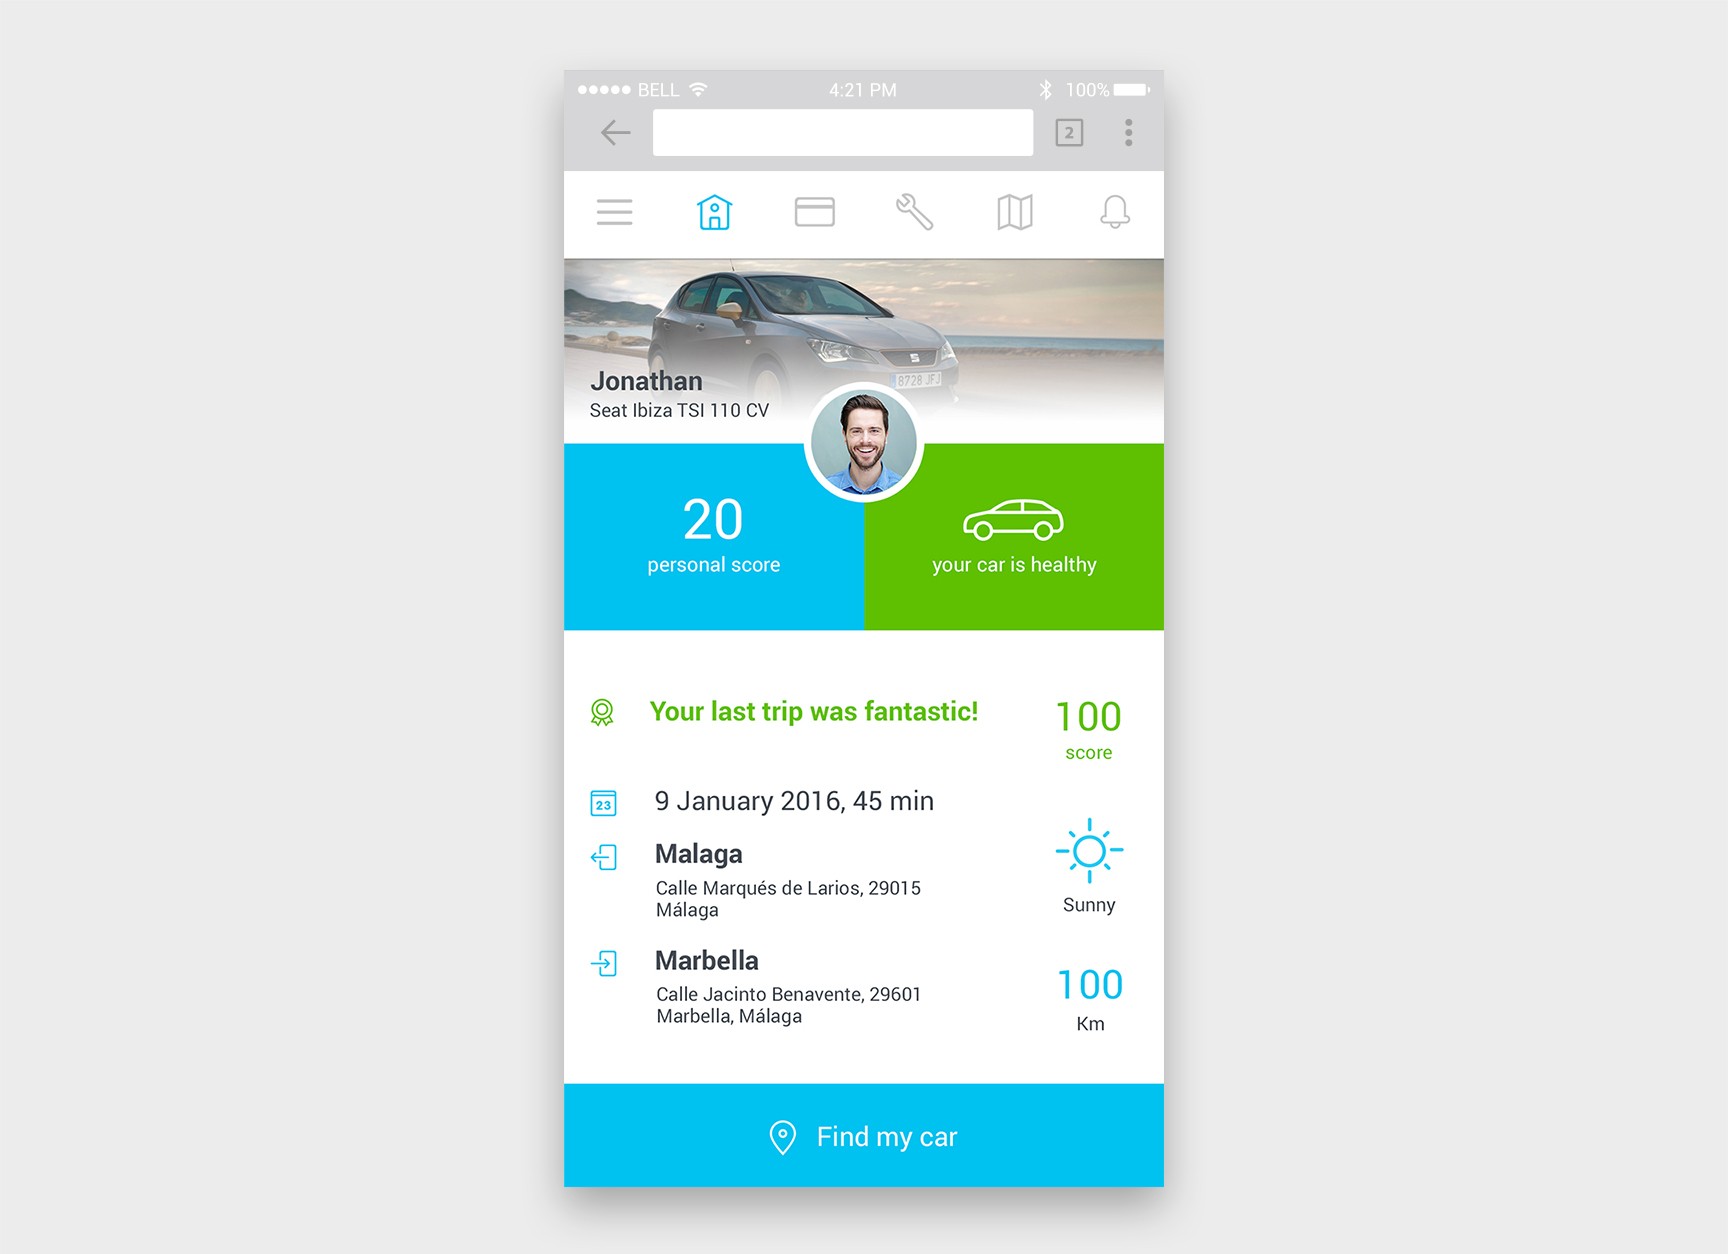 BELL 4:21 PM 100%
2
Jonathan
Seat Ibiza TSI 110 CV
8728 JFJ
20
personal score
your car is healthy
Your last trip was fantastic!
100
score
23
9 January 2016, 45 min
Malaga
Calle Marqués de Larios, 29015
Málaga
Sunny
Marbella
Calle Jacinto Benavente, 29601
Marbella, Málaga
100
Km
Find my car